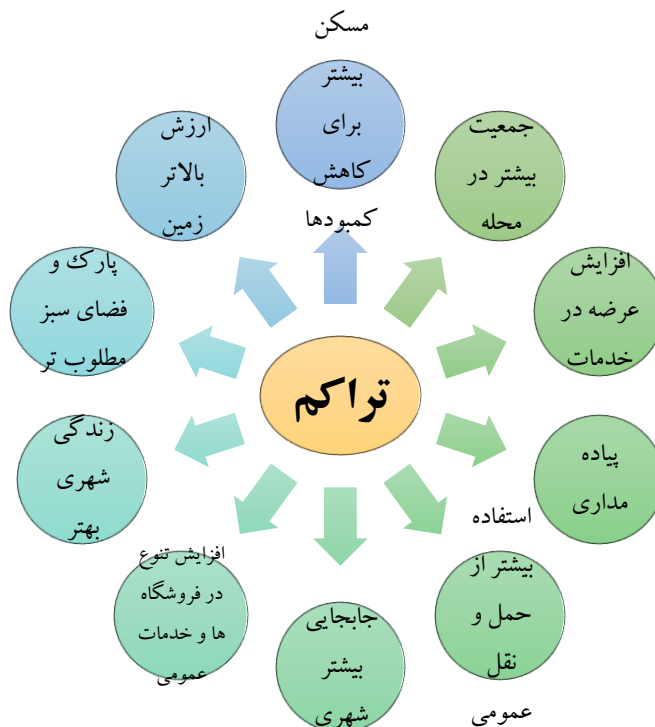 مسکن
بیشتر
برای
کاهش
کمبودها
جمعیت
بیشتر در
محله
افزایش
عرضه در
خدمات
پیاده
مداری
استفاده
بیشتر از
حمل و
نقل
عمومی
جابجایی
بیشتر
شهری
افزایش تنوع
در فروشگاه
ها و خدمات
عمومی
زندگی
شهری
بهتر
پارک و
فضای سبز
مطلوب تر
ارزش
بالاتر
زمین
تراکم